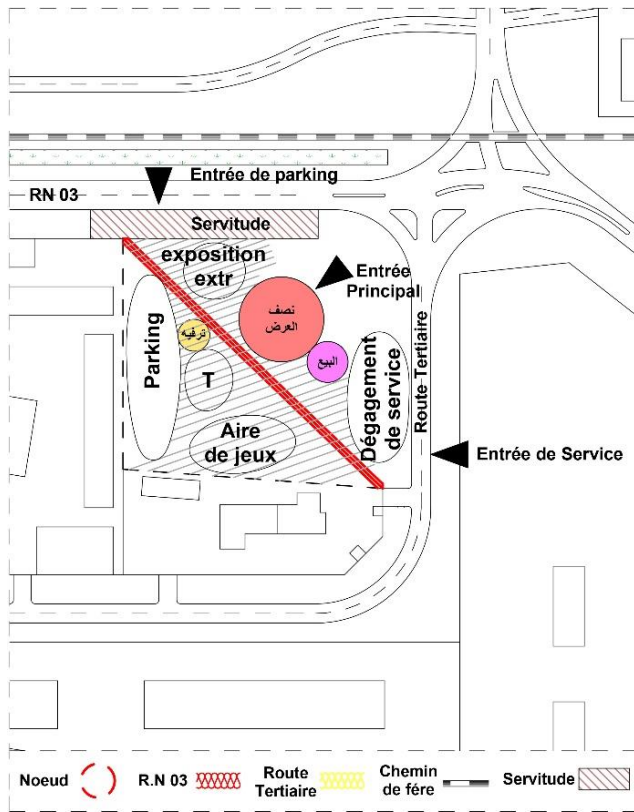 Entrée de parking
RN 03
Servitude
exposition
extr
Entrée
Principal
نصف
العرض
ترفيه
البيع
Parking
T
Dégagement
de service
Route Tertiaire
Aire
de jeux
Entrée de Service
Noeud
R.N 03
Route
Tertiaire
Chemin
de fére
Servitude